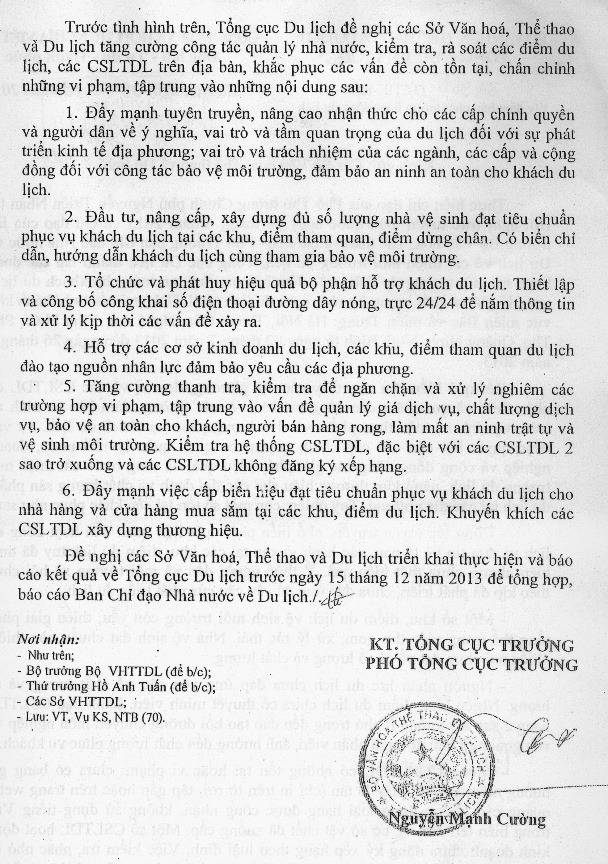 Trước tình hình trên, Tổng cục Du lịch đề nghị các Sở Văn hoá, Thể thao
và Du lịch tăng cường công tác quản lý nhà nước, kiểm tra, rà soát các điểm du
lịch, các CSLTDL trên địa bàn, khắc phục các vấn đề còn tồn tại, chấn chỉnh
những vi phạm, tập trung vào những nội dung sau:
1. Đẩy mạnh tuyên truyền, nâng cao nhận thức cho các cấp chính quyền
và người dân về ý nghĩa, vai trò và tầm quan trọng của du lịch đối với sự phát
triển kinh tế địa phương; vai trò và trách nhiệm của các ngành, các cấp và cộng
đồng đối với công tác bảo vệ môi trường, đảm bảo an ninh an toàn cho khách du
lịch.
2. Đầu tư, nâng cấp, xây dựng đủ số lượng nhà vệ sinh đạt tiêu chuẩn
phục vụ khách du lịch tại các khu, điểm tham quan, điểm dừng chân. Có biển chỉ
dẫn, hướng dẫn khách du lịch cùng tham gia bảo vệ môi trường.
3. Tổ chức và phát huy hiệu quả bộ phận hỗ trợ khách du lịch. Thiết lập
và công bố công khai số điện thoại đường dây nóng, trực 24/24 để nắm thông tin
và xử lý kịp thời các vấn đề xảy ra.
4. Hỗ trợ các cơ sở kinh doanh du lịch, các khu, điểm tham quan du lịch
đào tạo nguồn nhân lực đảm bảo yêu cầu các địa phương.
5. Tăng cường thanh tra, kiểm tra để ngăn chặn và xử lý nghiêm các
trường hợp vi phạm, tập trung vào vấn đề quản lý giá dịch vụ, chất lượng dịch
vụ, bảo vệ an toàn cho khách, người bán hàng rong, làm mất an ninh trật tự và
vệ sinh môi trường. Kiểm tra hệ thống CSLTDL, đặc biệt với các CSLTDL 2
sao trở xuống và các CSLTDL không đăng ký xếp hạng.
6. Đẩy mạnh việc cấp biển hiệu đạt tiêu chuẩn phục vụ khách du lịch cho
nhà hàng và cửa hàng mua sắm tại các khu, điểm du lịch. Khuyến khích các
CSLTDL xây dựng thương hiệu.
Đề nghị các Sở Văn hoá, Thể thao và Du lịch triển khai thực hiện và báo
cáo kết quả về Tổng cục Du lịch trước ngày 15 tháng 12 năm 2013 để tổng hợp,
báo cáo Ban Chỉ đạo Nhà nước về Du lịch./.
Nơi nhận:
- Như trên;
- Bộ trưởng Bộ VHTTDL (để b/c);
- Thứ trưởng Hồ Anh Tuấn (để b/c);
- Các Sở VHTTDL;
- Lưu: VT, Vụ KS, NTB (70).
KT. TỔNG CỤC TRƯỞNG
PHÓ TỔNG CỤC TRƯỞNG
BỘ VĂN HÓA THỂ THAO VÀ DU LỊCH
Nguyễn Mạnh Cường